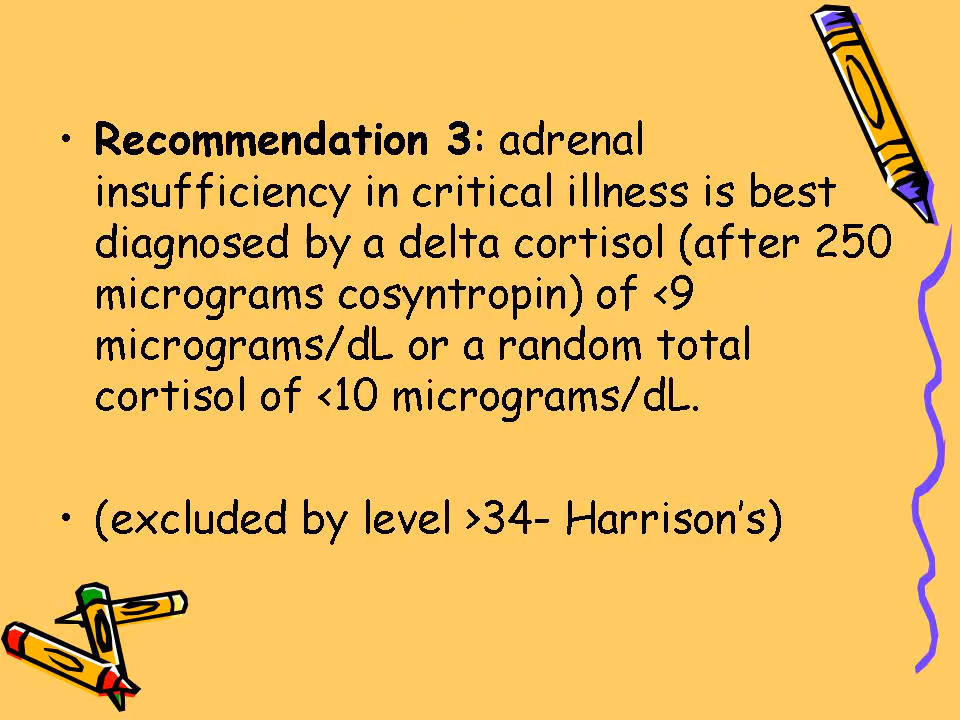 • Recommendation 3: adrenal
insufficiency in critical illness is best
diagnosed by a delta cortisol (after 250
micrograms cosyntropin) of <9
micrograms/dL or a random total
cortisol of <10 micrograms/dL.
• (excluded by level >34- Harrison's)